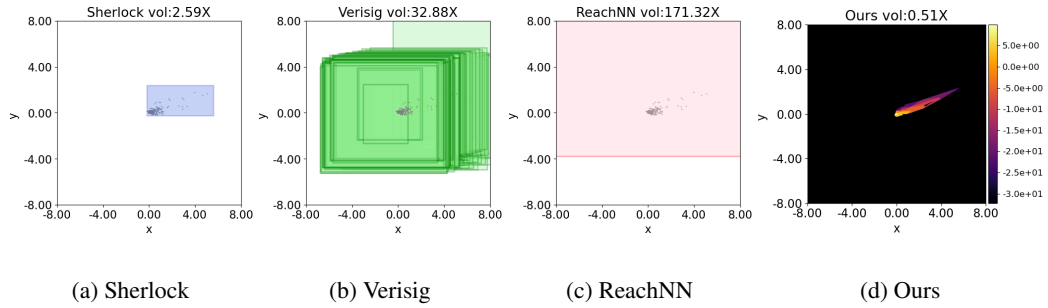 Sherlock vol:2.59X
8.00
4.00
0.00
-4.00
-8.00
y
-8.00 -4.00 0.00 4.00 8.00
x
Verisig vol:32.88X
8.00
4.00
0.00
-4.00
-8.00
y
-8.00 -4.00 0.00 4.00 8.00
x
ReachNN vol:171.32X
8.00
4.00
0.00
-4.00
-8.00
y
-8.00 -4.00 0.00 4.00 8.00
x
Ours vol:0.51X
8.00
4.00
0.00
-4.00
-8.00
y
-8.00 -4.00 0.00 4.00 8.00
x
5.0e+00
0.0e+00
-5.0e+00
-1.0e+01
-1.5e+01
-2.0e+01
-2.5e+01
-3.0e+01
(a) Sherlock
(b) Verisig
(c) ReachNN
(d) Ours